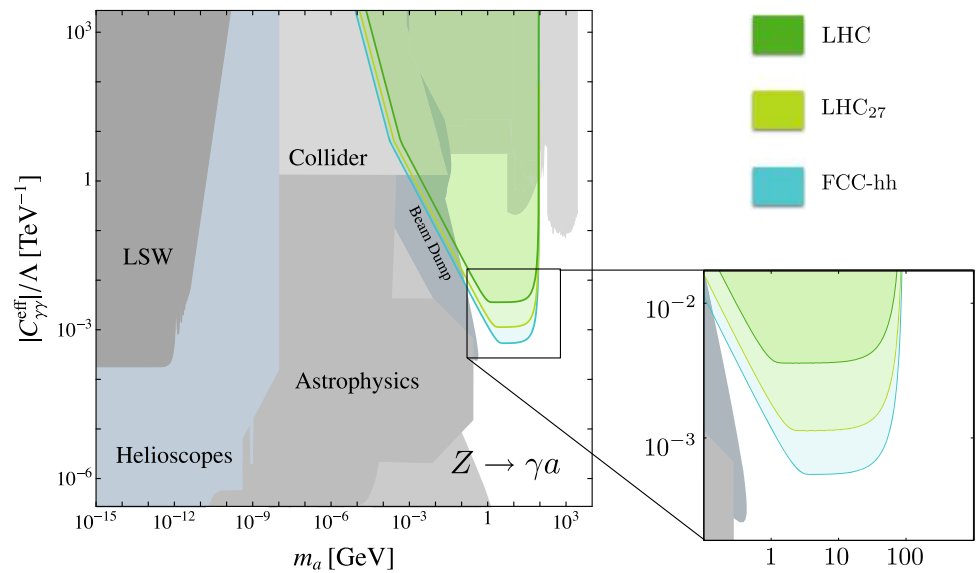 10³
1
10⁻³
10⁻⁶
|C_γγ^eff|/Λ [TeV⁻¹]
Collider
LSW
Beam Dump
Astrophysics
Helioscopes
Z → γa
10⁻¹⁵
10⁻¹²
10⁻⁹
10⁻⁶
10⁻³
1
10³
m_a [GeV]
LHC
LHC₂₇
FCC-hh
10⁻²
10⁻³
1
10
100